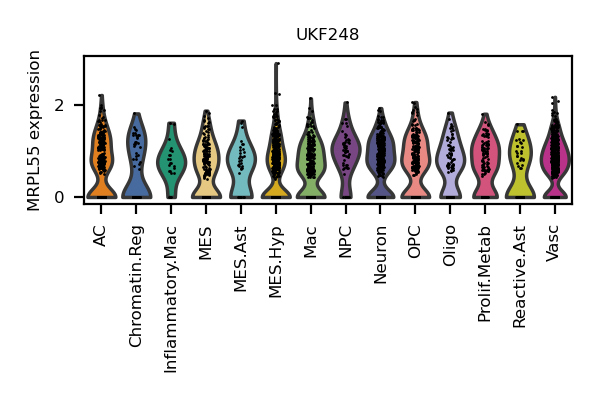 UKF248
MRPL55 expression
2
0
AC
Chromatin.Reg
Inflammatory.Mac
MES
MES.Ast
MES.Hyp
Mac
NPC
Neuron
OPC
Oligo
Prolif.Metab
Reactive.Ast
Vasc